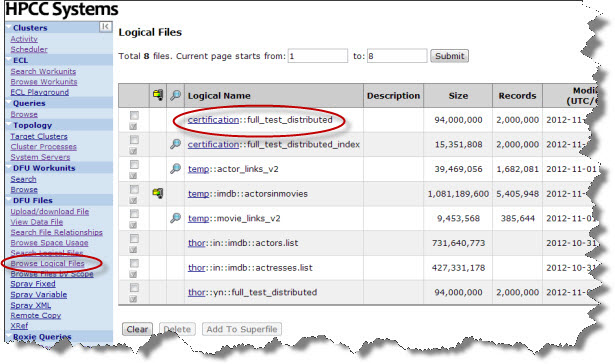 HPCC Systems
Clusters
Activity
Scheduler
ECL
Search Workunits
Browse Workunits
ECL Playground
Queries
Browse
Topology
Target Clusters
Cluster Processes
System Servers
DFU Workunits
Search
Browse
DFU Files
Upload/download File
View Data File
Search File Relationships
Browse Space Usage
Search Logical Files
Browse Logical Files
Browse Files by Scope
Spray Fixed
Spray Variable
Spray XML
Remote Copy
XRef
Roxie Queries
Logical Files
Total 8 files. Current page starts from: 1 to: 8 Submit
Logical Name Description Size Records
(UTC/
certification::full_test_distributed 94,000,000 2,000,000 2012-11-
certification::full_test_distributed_index 15,351,808 2,000,000 2012-11-
temp::actor_links_v2 39,469,056 1,682,081 2012-11-01
temp::imdb::actorsinmovies 1,081,189,600 5,405,948 2012-11-
temp::movie_links_v2 9,453,568 385,644 2012-11-
thor::in::imdb::actors.list 731,640,773 2012-10-
thor::in::imdb::actresses.list 427,331,178 2012-10-
thor::yn::full_test_distributed 94,000,000 2,000,000 2012-
Clear Delete Add To Superfile